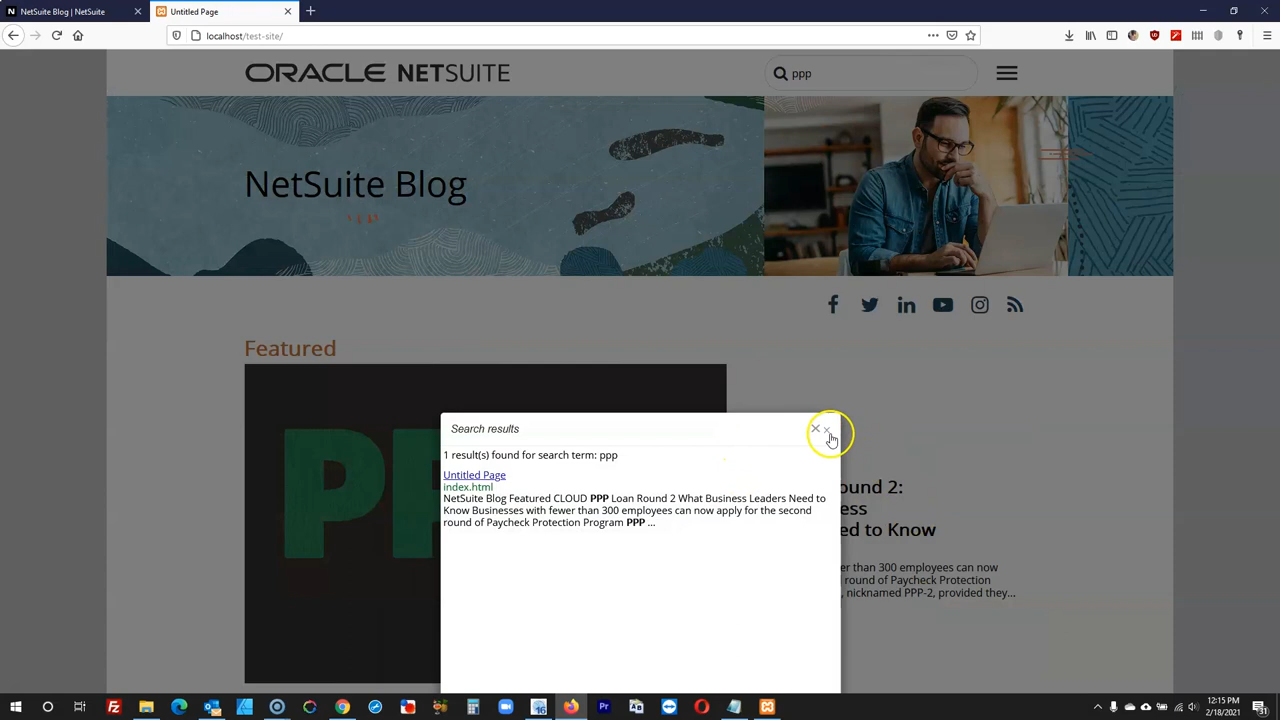 NetSuite Blog | NetSuite
Untitled Page
localhost/test-site/
ORACLE NETSUITE
ppp
NetSuite Blog
Featured
PP
Search results
1 result(s) found for search term: ppp
Untitled Page
index.html
NetSuite Blog Featured CLOUD PPP Loan Round 2 What Business Leaders Need to
Know Businesses with fewer than 300 employees can now apply for the second
round of Paycheck Protection Program PPP ...
ound 2:
ess
ed to Know
er than 300 employees can now
round of Paycheck Protection
, nicknamed PPP-2, provided they...
12:15 PM
2/18/2021